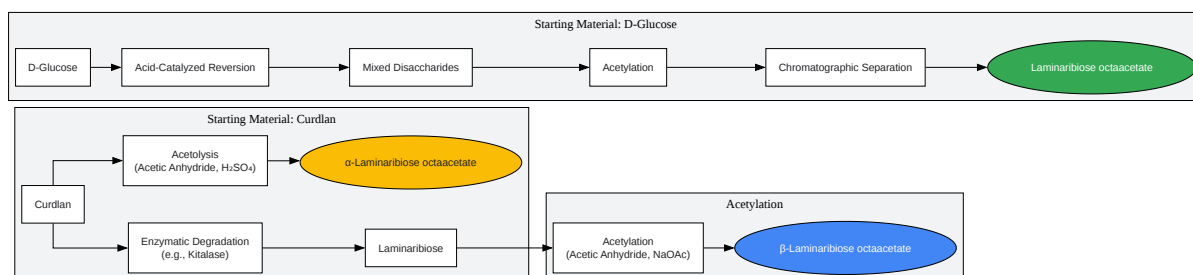 Starting Material: D-Glucose
D-Glucose
Acid-Catalyzed Reversion
Mixed Disaccharides
Acetylation
Chromatographic Separation
Laminaribiose octaacetate
Starting Material: Curdlan
Acetolysis
(Acetic Anhydride, H₂SO₄)
α-Laminaribiose octaacetate
Curdlan
Enzymatic Degradation
(e.g., Kitalase)
Laminaribiose
Acetylation
Acetylation
(Acetic Anhydride, NaOAc)
β-Laminaribiose octaacetate